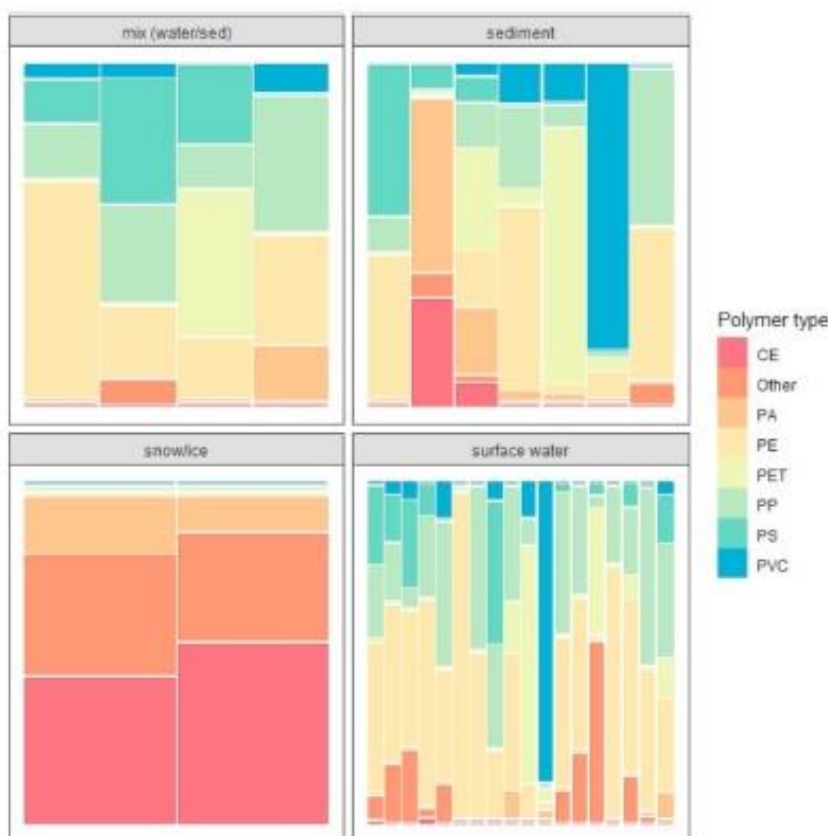 mix (water/sed)
sediment
snow/ice
surface water
Polymer type
CE
Other
PA
PE
PET
PP
PS
PVC